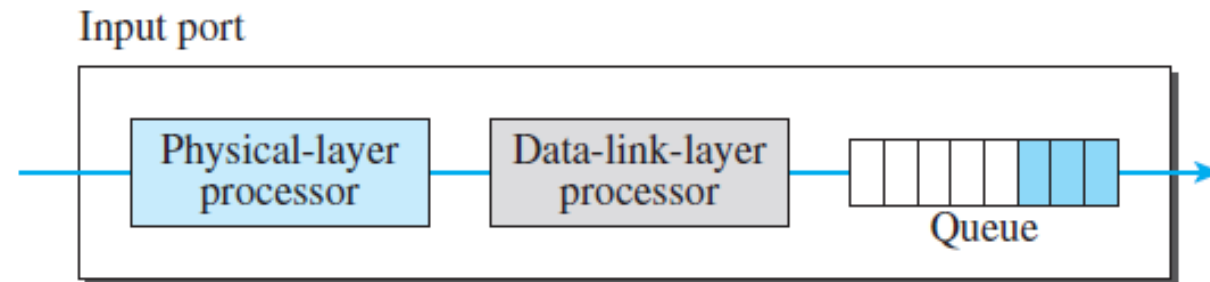 Input port
Physical-layer
processor
Data-link-layer
processor
Queue